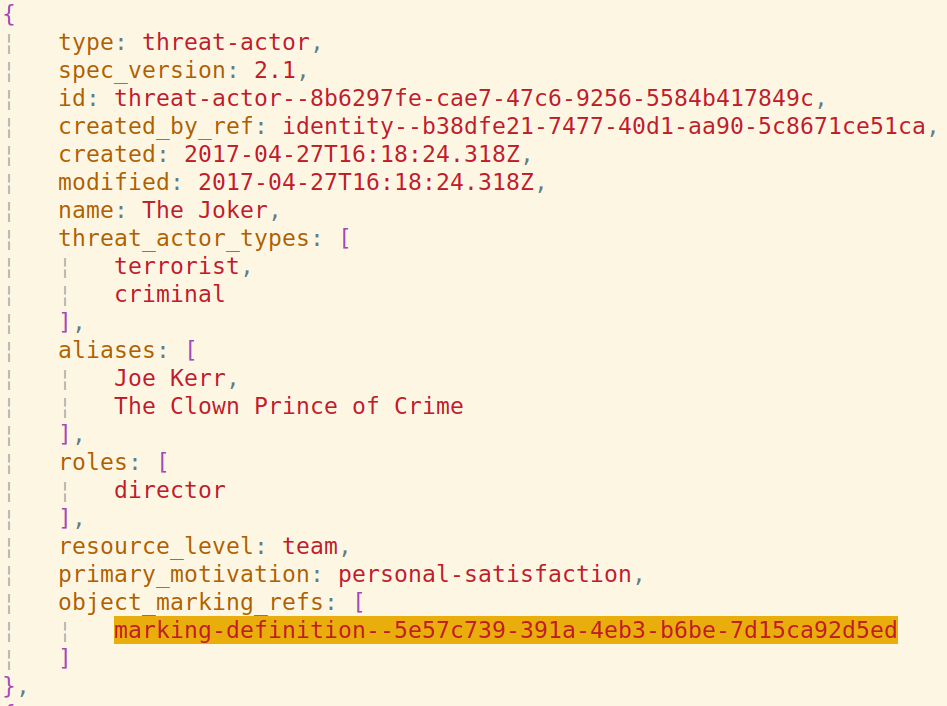 {
type: threat-actor,
spec_version: 2.1,
id: threat-actor--8b6297fe-cae7-47c6-9256-5584b417849c,
created_by_ref: identity--b38dfe21-7477-40d1-aa90-5c8671ce51ca,
created: 2017-04-27T16:18:24.318Z,
modified: 2017-04-27T16:18:24.318Z,
name: The Joker,
threat_actor_types: [
terrorist,
criminal
],
aliases: [
Joe Kerr,
The Clown Prince of Crime
],
roles: [
director
],
resource_level: team,
primary_motivation: personal-satisfaction,
object_marking_refs: [
marking-definition--5e57c739-391a-4eb3-b6be-7d15ca92d5ed
]
},